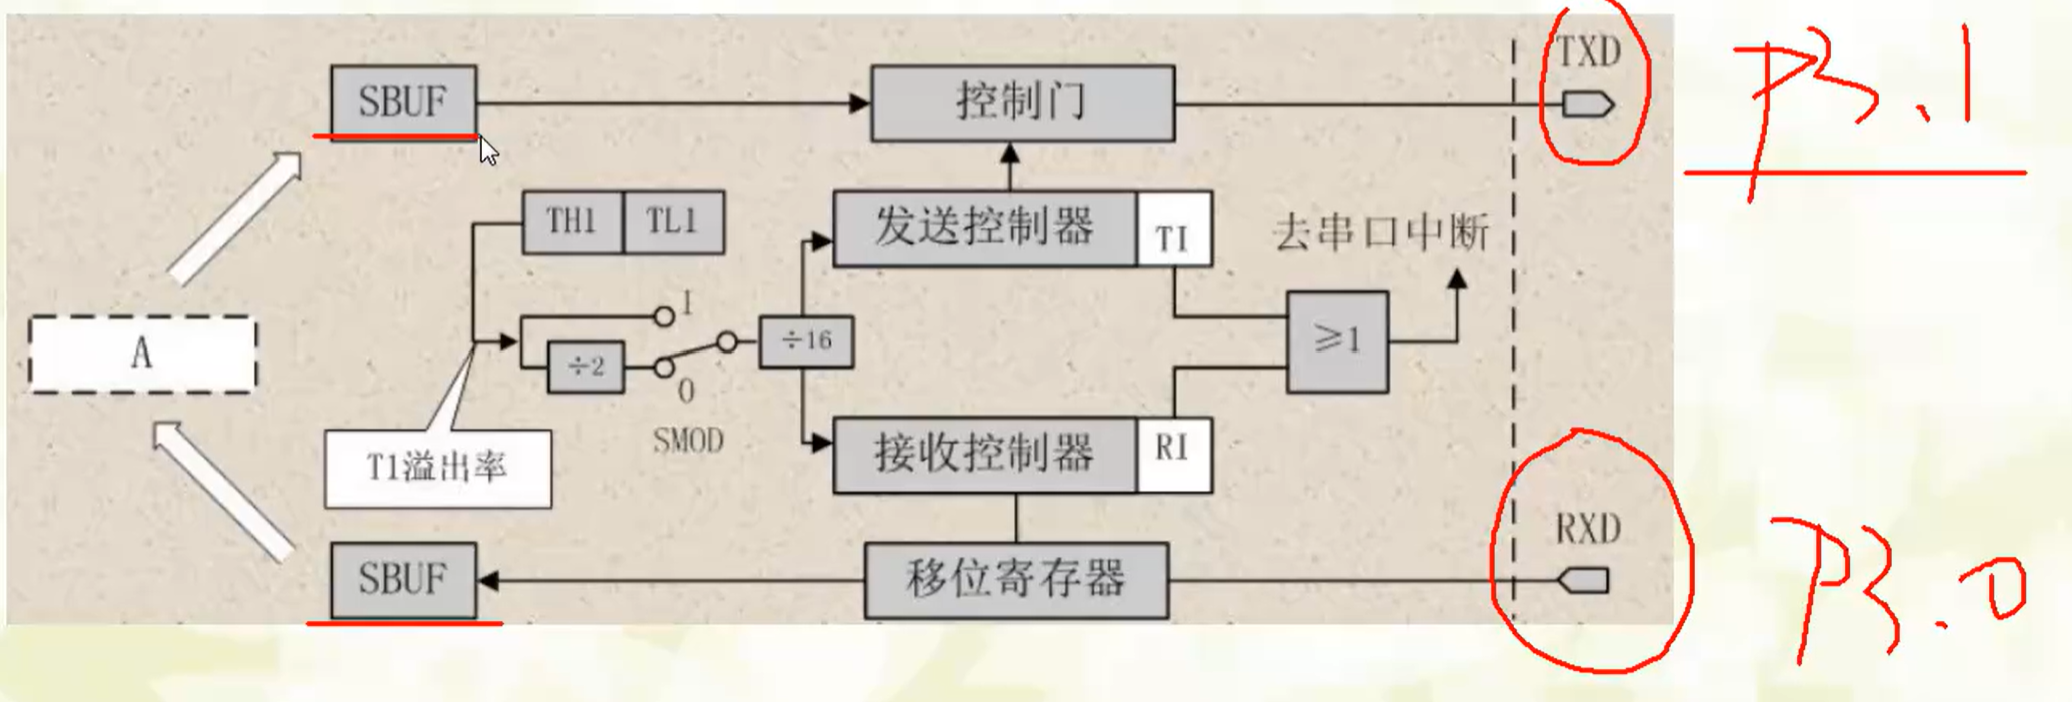 TXD
P3.1
SBUF
控制门
TH1
TL1
发送控制器
TI
去串口中断
1
A
÷2
÷16
≥1
0
SMOD
T1溢出率
接收控制器
RI
RXD
P3.0
SBUF
移位寄存器